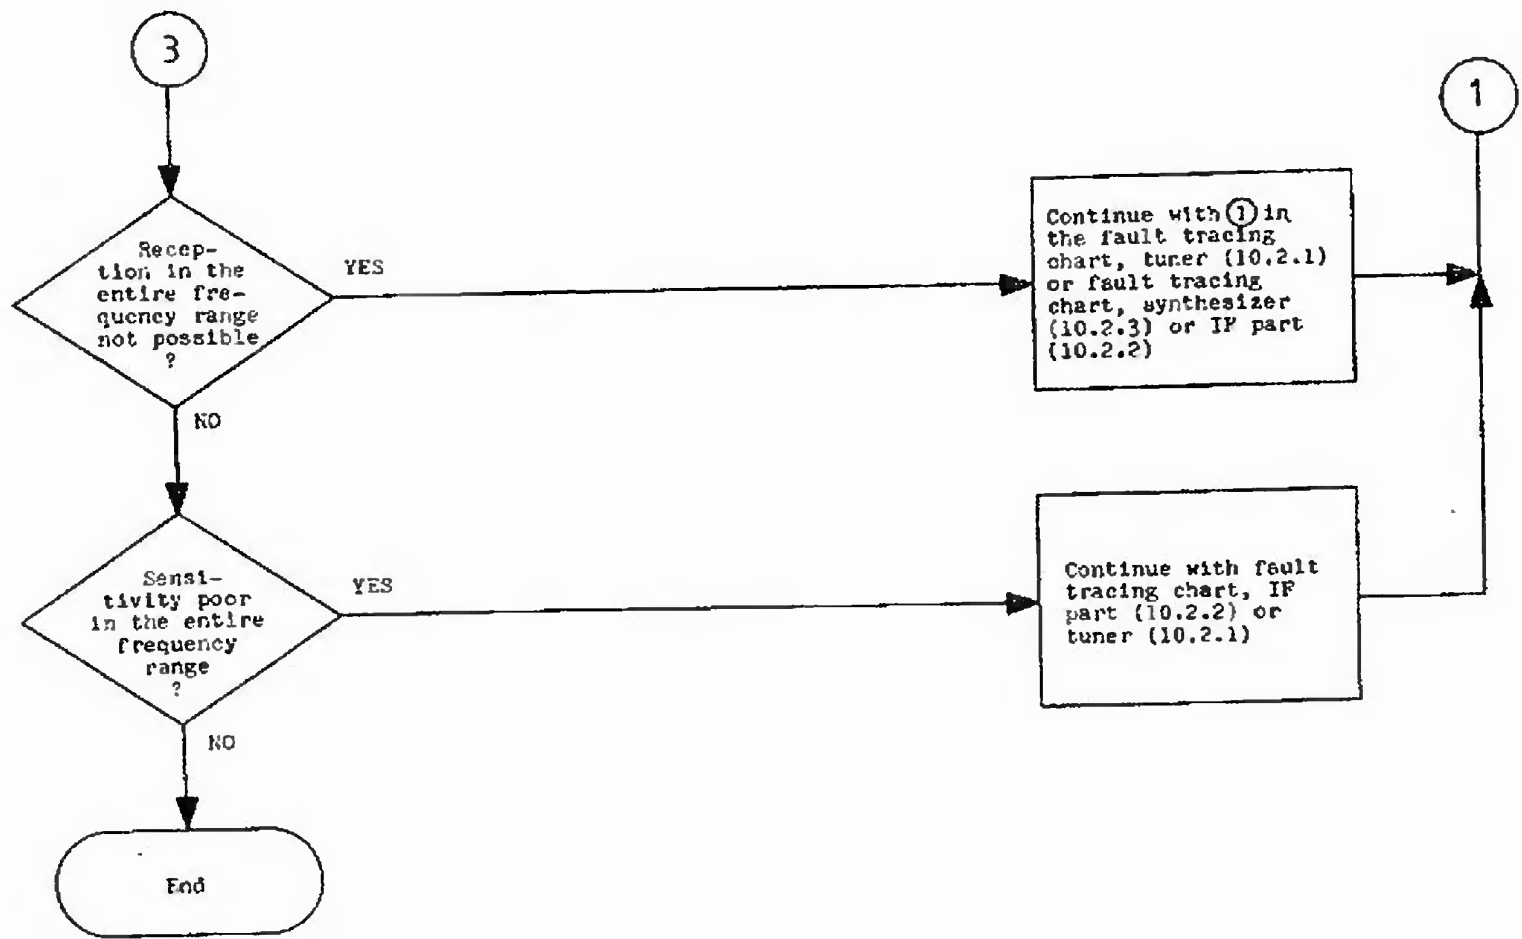 3
1
Recep-
tion in the
entire fre-
quency range
not possible
?
YES
Continue with 1 in
the fault tracing
chart, tuner (10.2.1)
or fault tracing
chart, synthesizer
(10.2.3) or IF part
(10.2.2)
NO
Sensi-
tivity poor
in the entire
frequency
range
?
YES
Continue with fault
tracing chart, IF
part (10.2.2) or
tuner (10.2.1)
NO
End